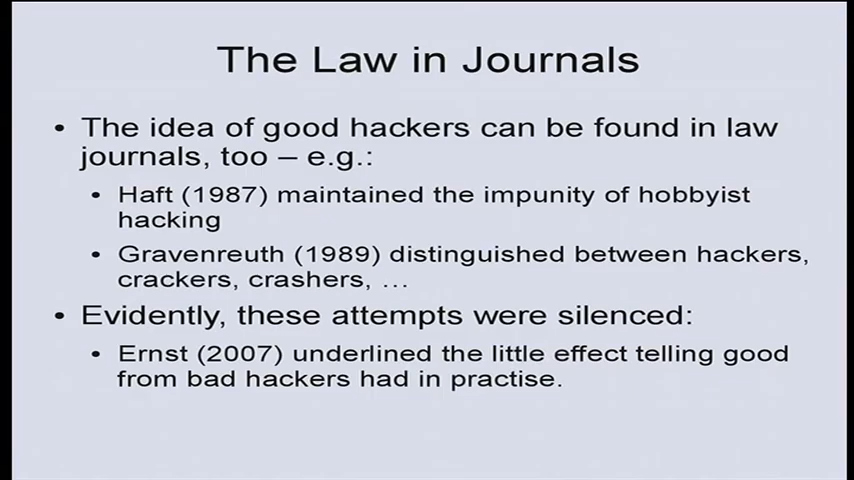 The Law in Journals
• The idea of good hackers can be found in law
journals, too – e.g.:
• Haft (1987) maintained the impunity of hobbyist
hacking
• Gravenreuth (1989) distinguished between hackers,
crackers, crashers, …
• Evidently, these attempts were silenced:
• Ernst (2007) underlined the little effect telling good
from bad hackers had in practise.